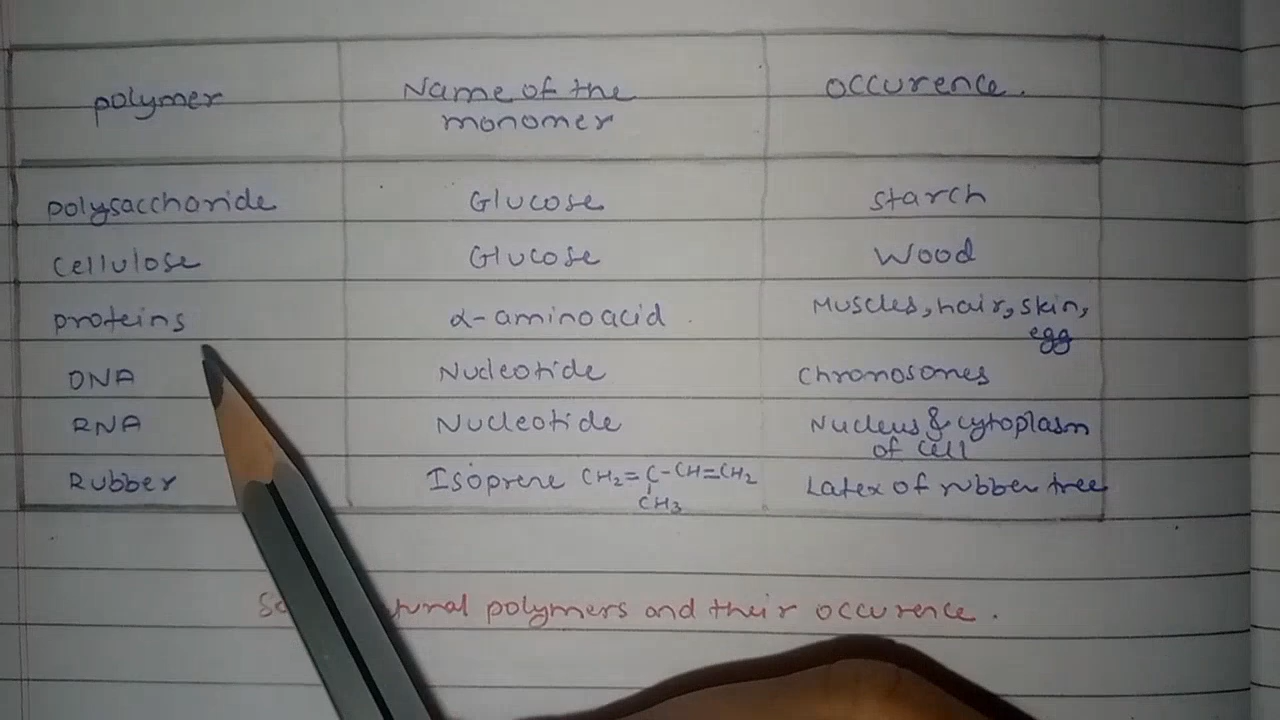 polymer Name of the monomer occurence.
polysaccharide Glucose starch
cellulose Glucose Wood
proteins α-aminoacid Muscles, hair, skin, egg
DNA Nucleotide chromosomes
RNA Nucleotide Nucleus & cytoplasm of cell
Rubber Isoprene CH2=C-CH=CH2 Latex of rubber tree
CH3
polymers and their occurence.